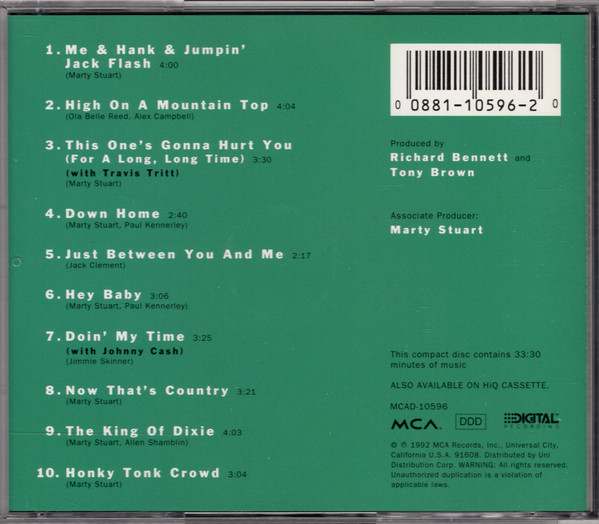 1. Me & Hank & Jumpin'
Jack Flash 4:00
(Marty Stuart)
2. High On A Mountain Top 4:04
(Ola Belle Reed, Alex Campbell)
3. This One's Gonna Hurt You
(For A Long, Long Time) 3:30
(with Travis Tritt)
(Marty Stuart)
4. Down Home 2:40
(Marty Stuart, Paul Kennerley)
5. Just Between You And Me 2:17
(Jack Clement)
6. Hey Baby 3:06
(Marty Stuart, Paul Kennerley)
7. Doin' My Time 3:25
(with Johnny Cash)
(Jimmie Skinner)
8. Now That's Country 3:21
(Marty Stuart)
9. The King Of Dixie 4:03
(Marty Stuart, Allen Shamblin)
10. Honky Tonk Crowd 3:04
(Marty Stuart)
0 0881-10596-2 0
Produced by
Richard Bennett and
Tony Brown
Associate Producer:
Marty Stuart
This compact disc contains 33:30
minutes of music
ALSO AVAILABLE ON HiQ CASSETTE.
MCAD-10596
MCA. DDD DIGITAL
RECORDING
© ℗ 1992 MCA Records, Inc., Universal City,
California U.S.A. 91608. Distributed by Uni
Distribution Corp. WARNING: All rights reserved.
Unauthorized duplication is a violation of
applicable laws.